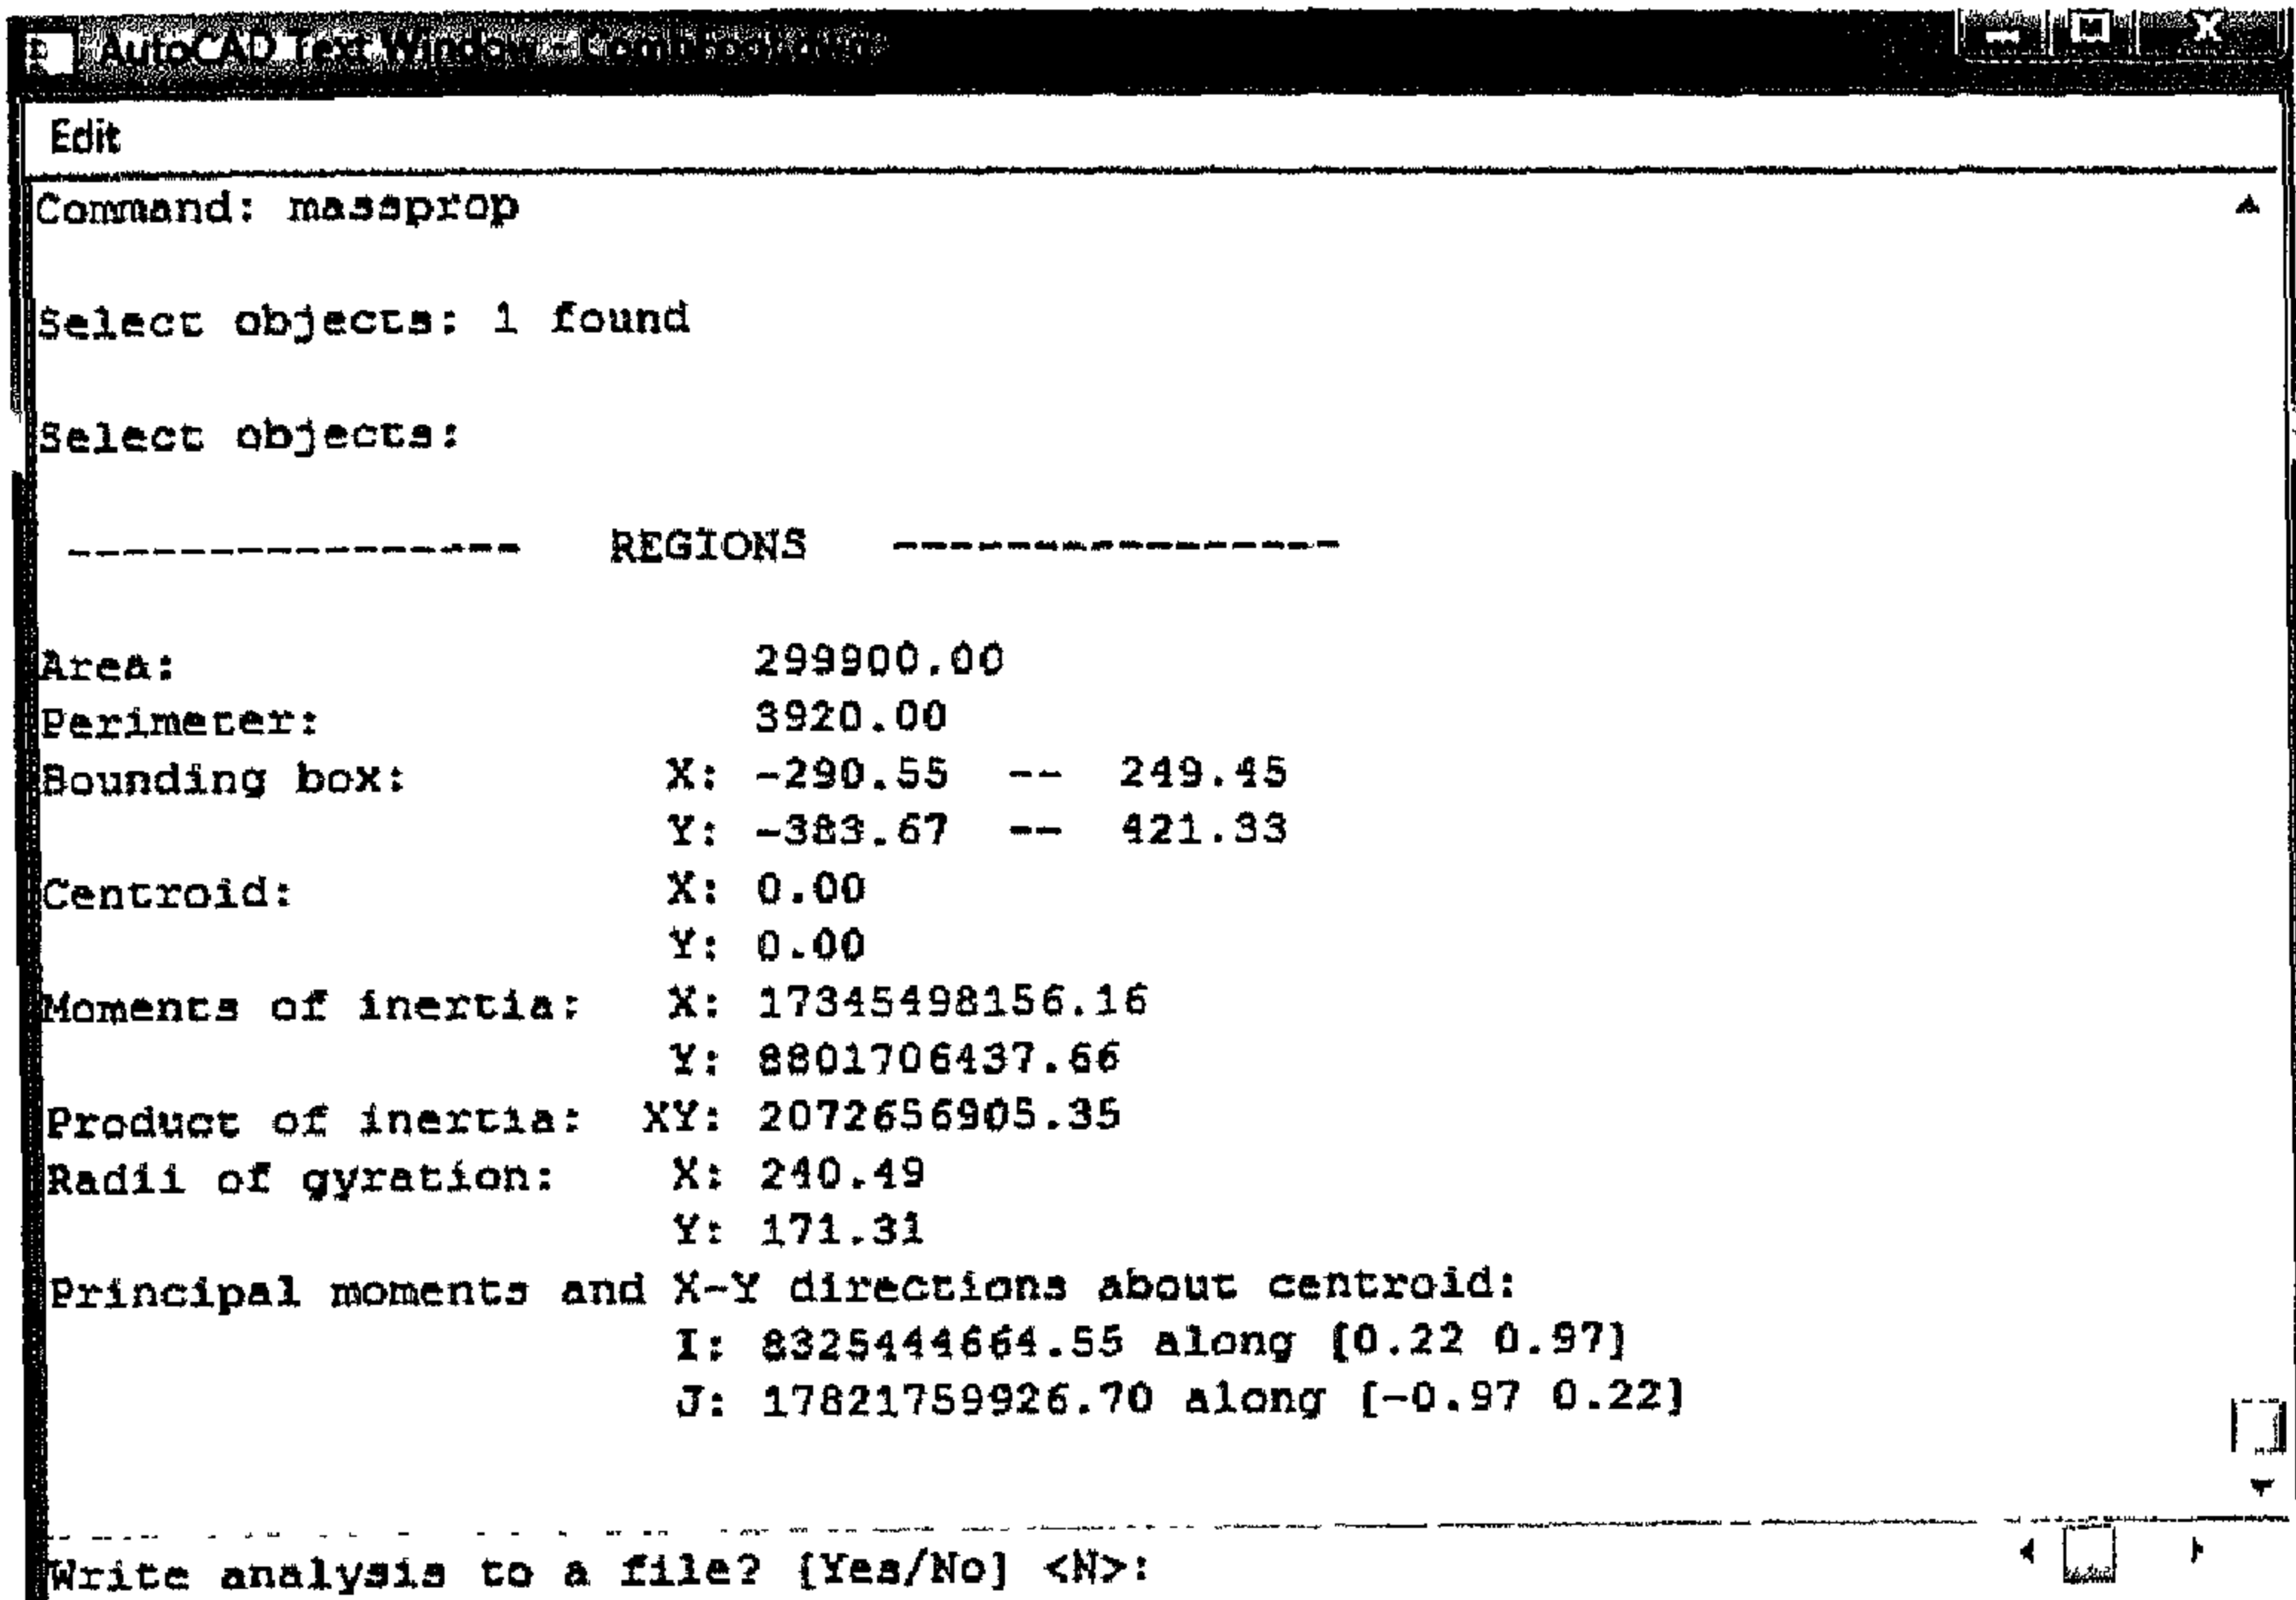 AutoCAD Text Window -
Edit
Command: massprop
Select objects: 1 found
Select objects:
----------------   REGIONS   ----------------
Area: 299900.00
Perimeter: 3920.00
Bounding box: X: -290.55 -- 249.45
Y: -383.67 -- 421.33
Centroid: X: 0.00
Y: 0.00
Moments of inertia: X: 17345498156.16
Y: 8801706437.66
Product of inertia: XY: 2072656905.35
Radii of gyration: X: 240.49
Y: 171.31
Principal moments and X-Y directions about centroid:
I: 8325444664.55 along [0.22 0.97]
J: 17821759926.70 along [-0.97 0.22]
Write analysis to a file? [Yes/No] <N>: